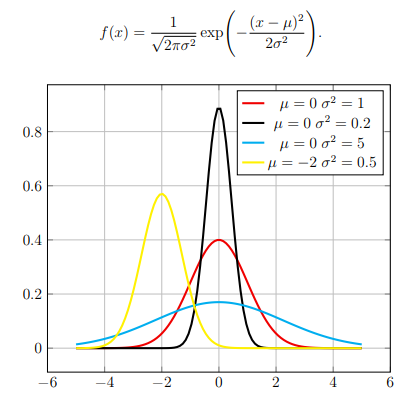 f(x) = 1/√(2πσ²) exp(−(x − μ)²/2σ²).
μ = 0 σ² = 1
μ = 0 σ² = 0.2
μ = 0 σ² = 5
μ = −2 σ² = 0.5
0.8
0.6
0.4
0.2
0
−6 −4 −2 0 2 4 6